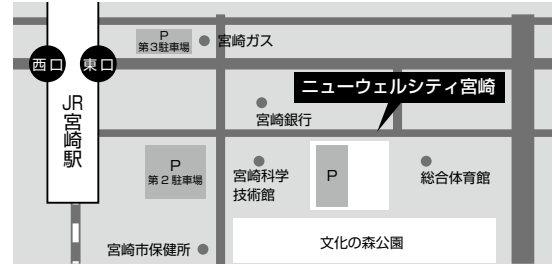 P
第3駐車場
宮崎ガス
西口
東口
ニューウェルシティ宮崎
JR宮崎駅
宮崎銀行
P
第2駐車場
宮崎科学
技術館
P
総合体育館
宮崎市保健所
文化の森公園